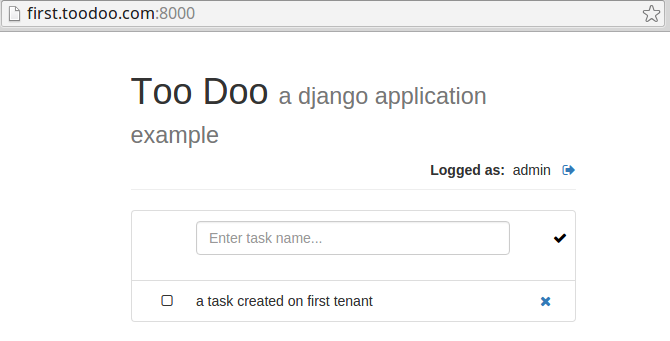 first.toodoo.com:8000
Too Doo a django application
example
Logged as: admin
Enter task name...
a task created on first tenant